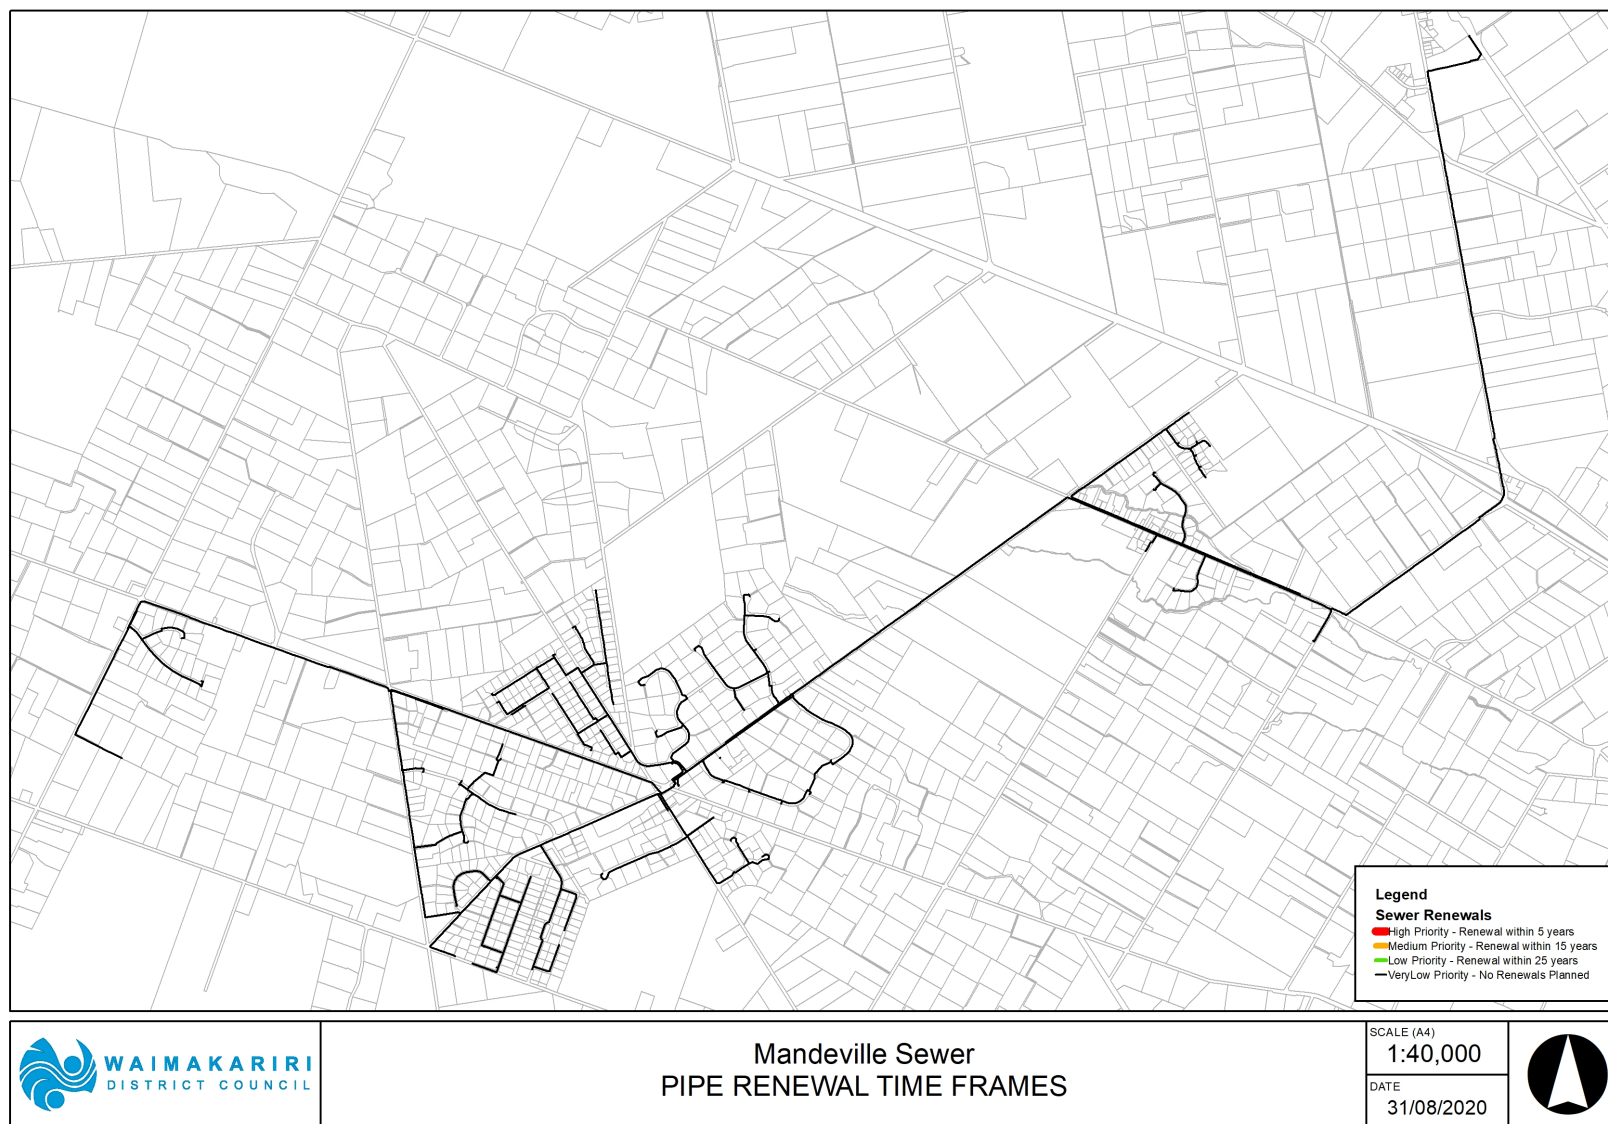 Legend
Sewer Renewals
High Priority - Renewal within 5 years
Medium Priority - Renewal within 15 years
Low Priority - Renewal within 25 years
VeryLow Priority - No Renewals Planned
WAIMAKARIRI
DISTRICT COUNCIL
Mandeville Sewer
PIPE RENEWAL TIME FRAMES
SCALE (A4)
1:40,000
DATE
31/08/2020